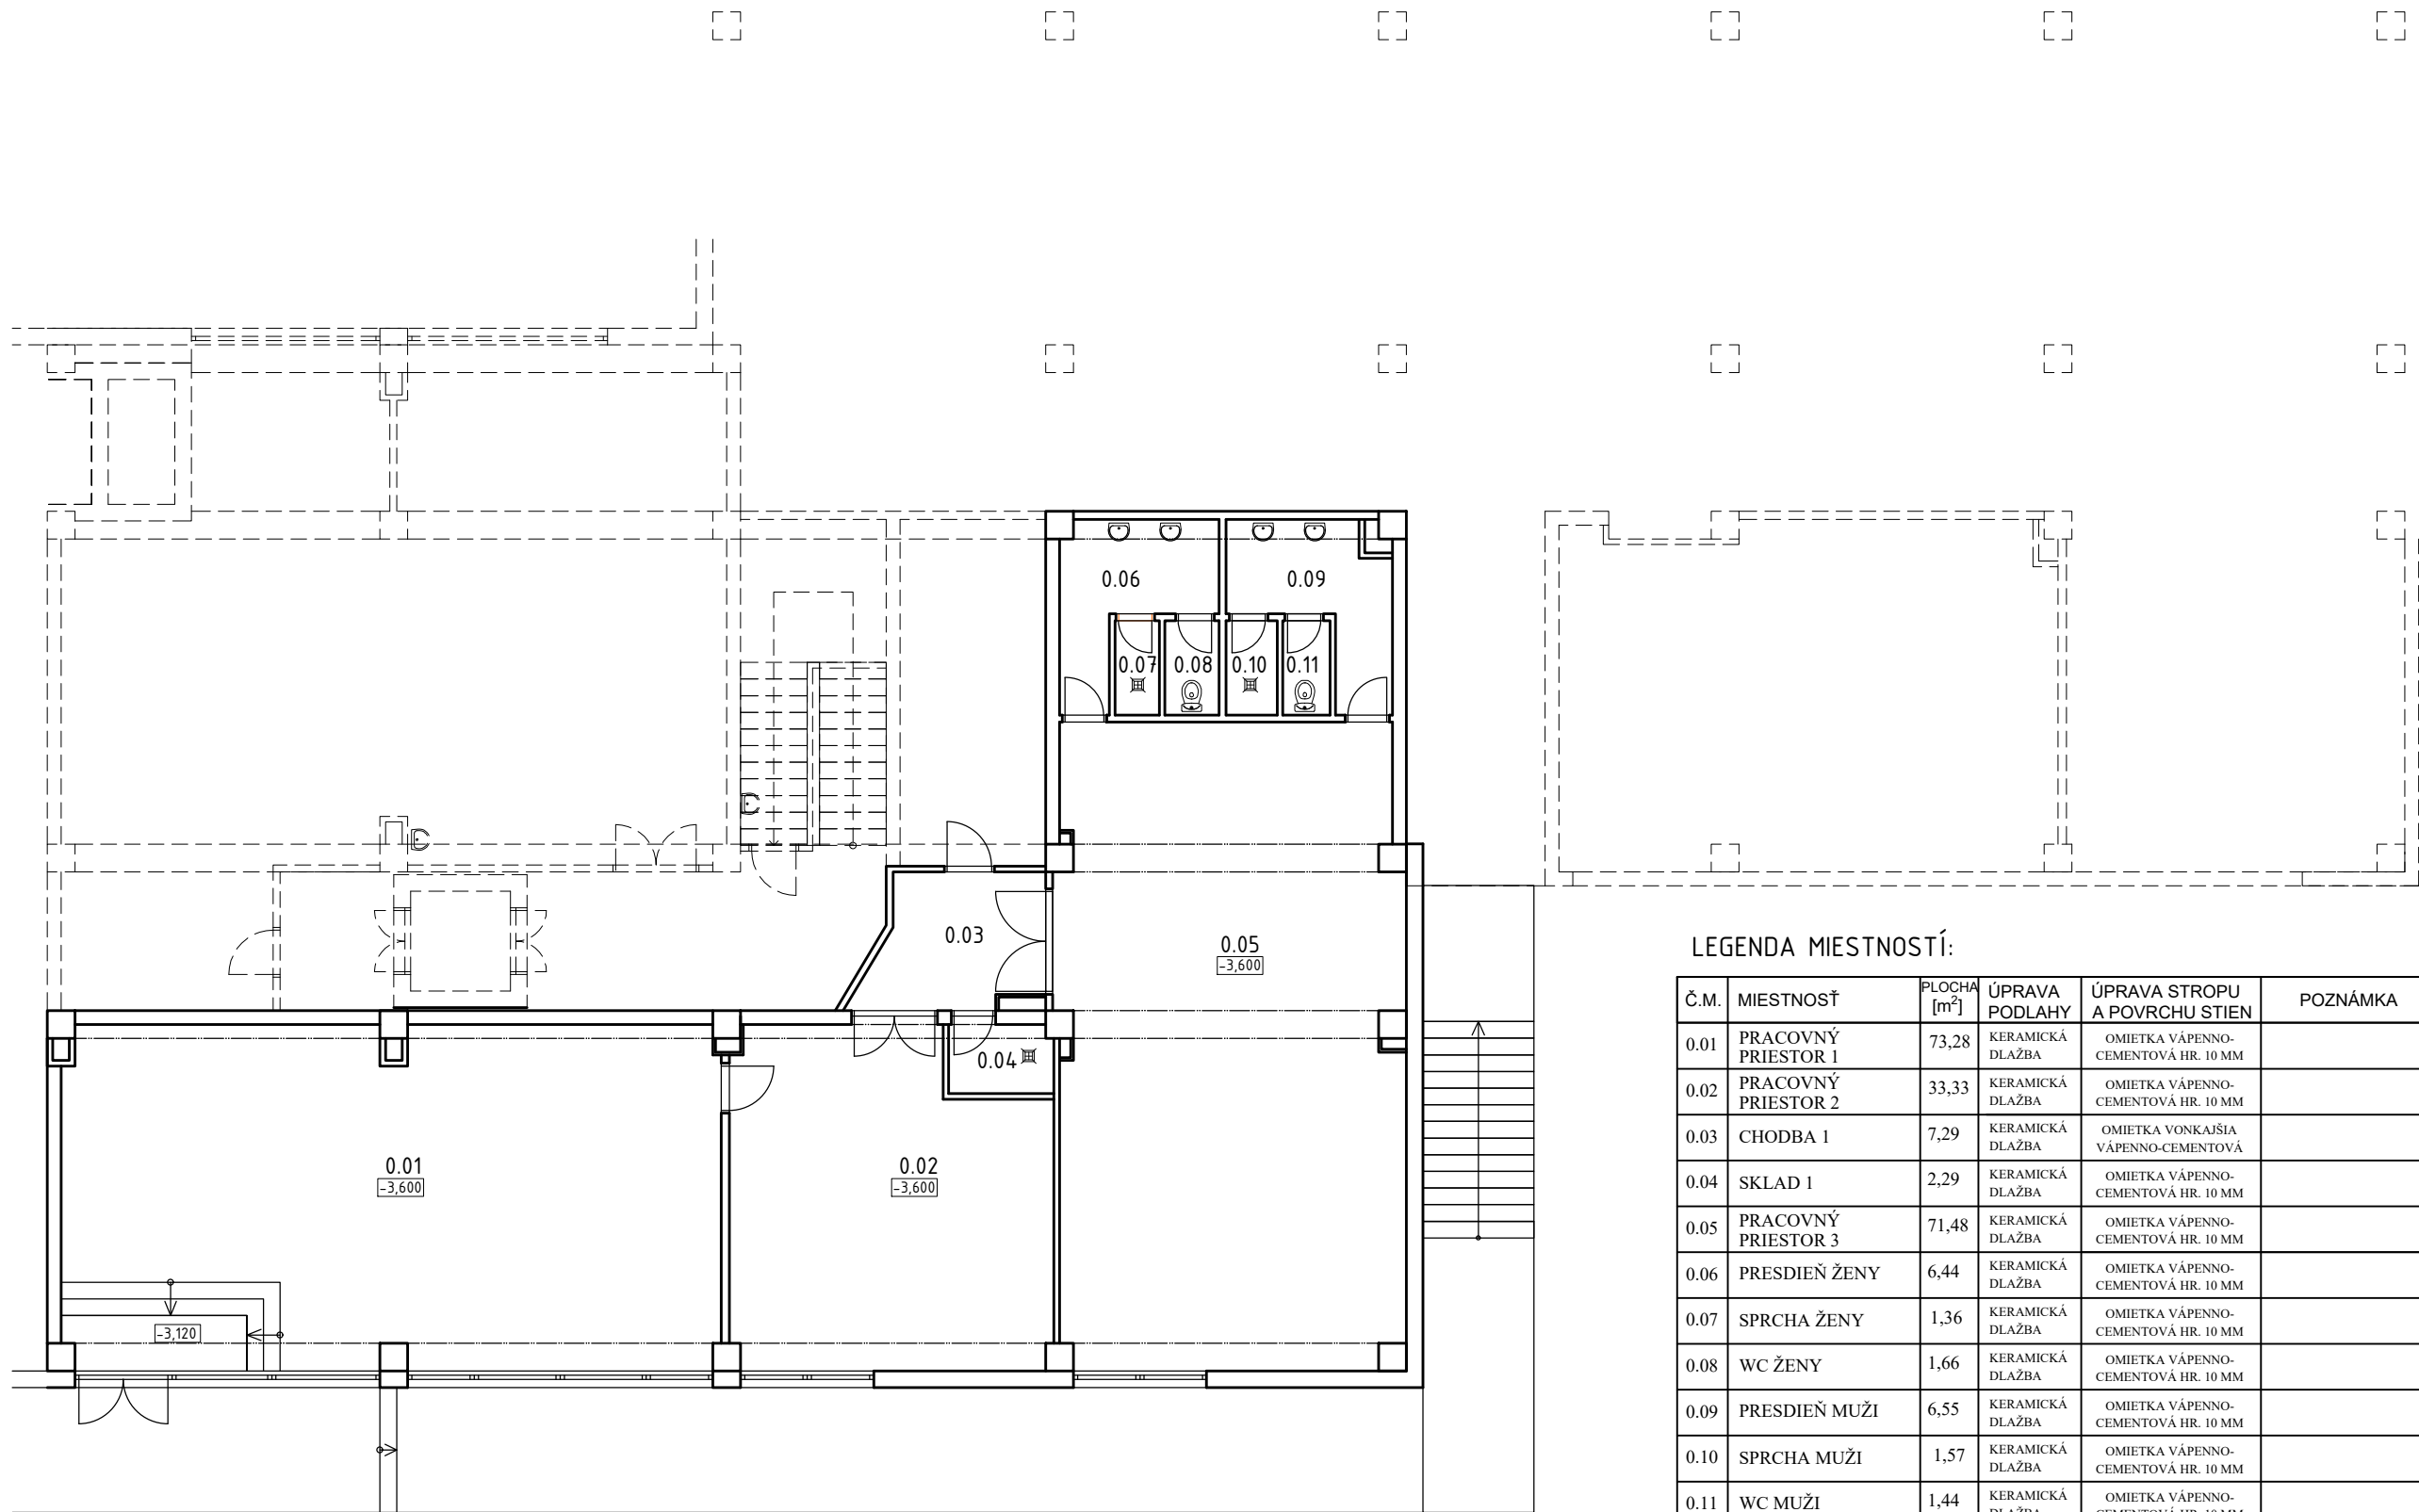 0.06
0.09
0.07
0.08
0.10
0.11
0.03
0.05
-3,600
0.04
0.01
-3,600
0.02
-3,600
-3,120
LEGENDA MIESTNOSTÍ:
Č.M. MIESTNOSŤ PLOCHA [m²] ÚPRAVA PODLAHY ÚPRAVA STROPU A POVRCHU STIEN POZNÁMKA
0.01 PRACOVNÝ PRIESTOR 1 73,28 KERAMICKÁ DLAŽBA OMIETKA VÁPENNO-CEMENTOVÁ HR. 10 MM
0.02 PRACOVNÝ PRIESTOR 2 33,33 KERAMICKÁ DLAŽBA OMIETKA VÁPENNO-CEMENTOVÁ HR. 10 MM
0.03 CHODBA 1 7,29 KERAMICKÁ DLAŽBA OMIETKA VONKAJŠIA VÁPENNO-CEMENTOVÁ
0.04 SKLAD 1 2,29 KERAMICKÁ DLAŽBA OMIETKA VÁPENNO-CEMENTOVÁ HR. 10 MM
0.05 PRACOVNÝ PRIESTOR 3 71,48 KERAMICKÁ DLAŽBA OMIETKA VÁPENNO-CEMENTOVÁ HR. 10 MM
0.06 PRESDIEŇ ŽENY 6,44 KERAMICKÁ DLAŽBA OMIETKA VÁPENNO-CEMENTOVÁ HR. 10 MM
0.07 SPRCHA ŽENY 1,36 KERAMICKÁ DLAŽBA OMIETKA VÁPENNO-CEMENTOVÁ HR. 10 MM
0.08 WC ŽENY 1,66 KERAMICKÁ DLAŽBA OMIETKA VÁPENNO-CEMENTOVÁ HR. 10 MM
0.09 PRESDIEŇ MUŽI 6,55 KERAMICKÁ DLAŽBA OMIETKA VÁPENNO-CEMENTOVÁ HR. 10 MM
0.10 SPRCHA MUŽI 1,57 KERAMICKÁ DLAŽBA OMIETKA VÁPENNO-CEMENTOVÁ HR. 10 MM
0.11 WC MUŽI 1,44 KERAMICKÁ DLAŽBA OMIETKA VÁPENNO-CEMENTOVÁ HR. 10 MM